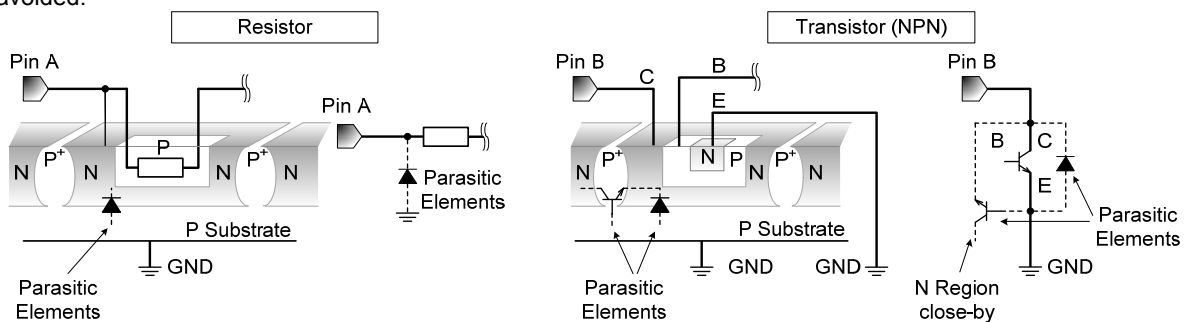 avoided.
Resistor
Transistor (NPN)
Pin A
Pin A
P
N
P+
N
N
P+
N
Parasitic
Elements
P Substrate
GND
Parasitic
Elements
Pin B
C
B
E
N
P+
N
N
P
N
P+
N
P Substrate
GND
GND
Parasitic
Elements
Pin B
B
C
E
Parasitic
Elements
GND
N Region
close-by